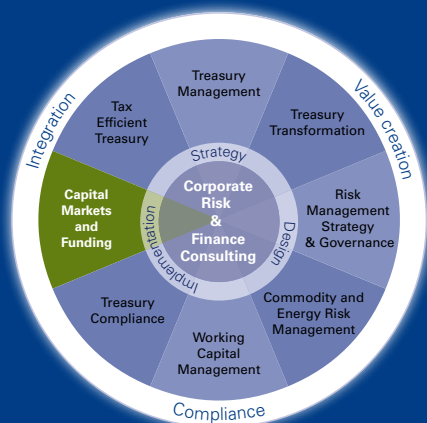 Integration
Value creation
Compliance
Treasury
Management
Treasury
Transformation
Risk
Management
Strategy
& Governance
Commodity and
Energy Risk
Management
Working
Capital
Management
Treasury
Compliance
Capital
Markets
and
Funding
Tax
Efficient
Treasury
Strategy
Design
Implementation
Corporate
Risk
&
Finance
Consulting